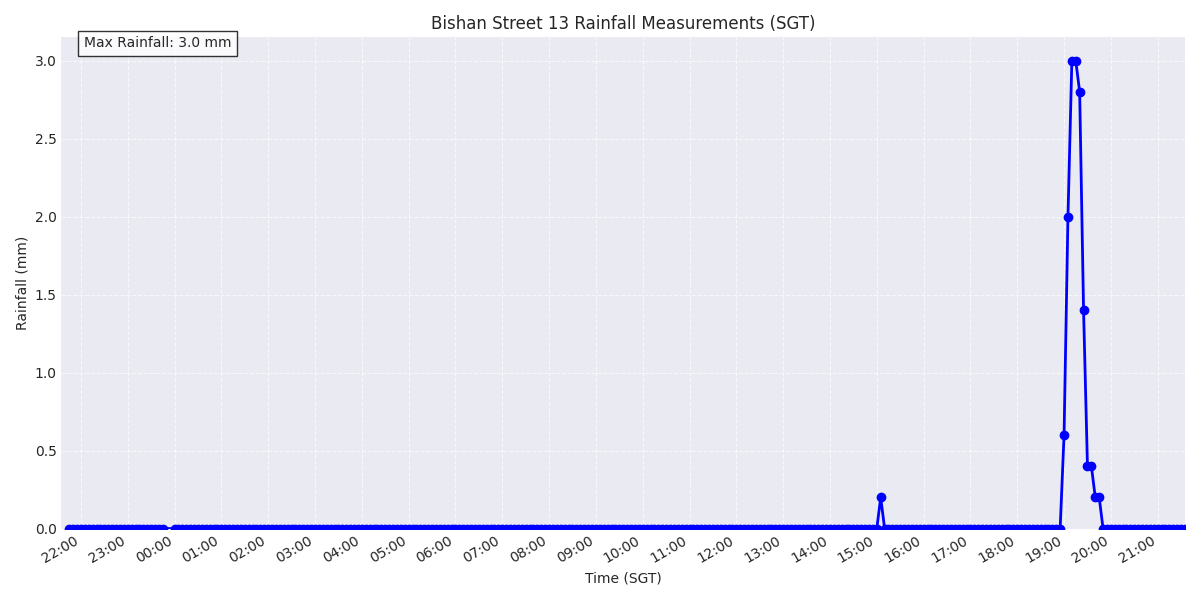 Bishan Street 13 Rainfall Measurements (SGT)
Max Rainfall: 3.0 mm
3.0
2.5
2.0
1.5
1.0
0.5
0.0
Rainfall (mm)
22:00 23:00 00:00 01:00 02:00 03:00 04:00 05:00 06:00 07:00 08:00 09:00 10:00 11:00 12:00 13:00 14:00 15:00 16:00 17:00 18:00 19:00 20:00 21:00
Time (SGT)